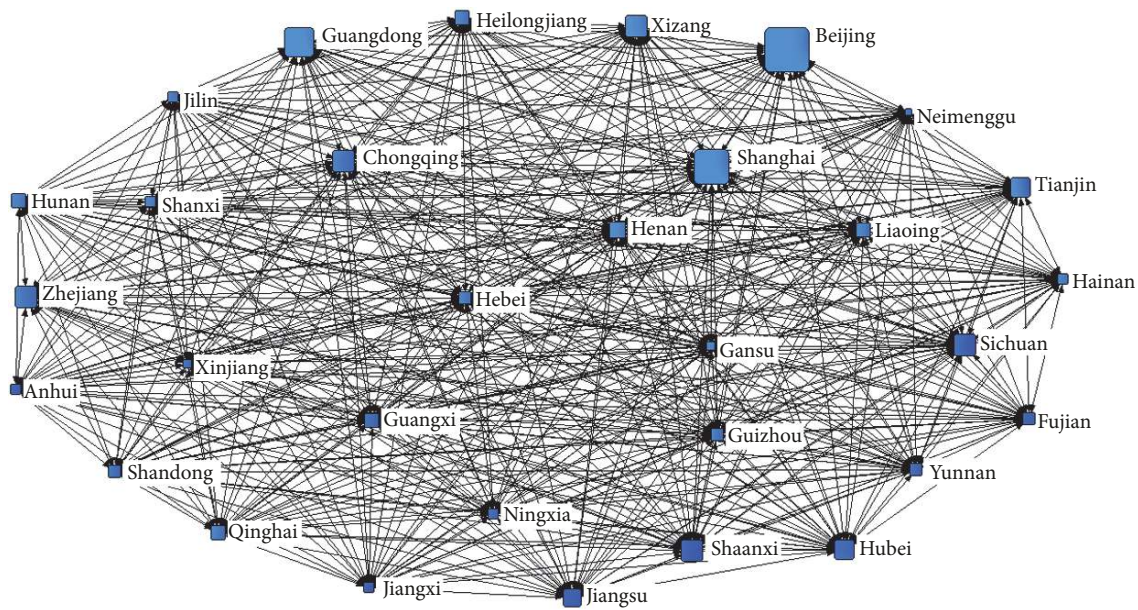 Heilongjiang
Xizang
Guangdong
Beijing
Jilin
Neimenggu
Chongqing
Shanghai
Tianjin
Hunan
Shanxi
Henan
Liaoing
Zhejiang
Hebei
Hainan
Xinjiang
Gansu
Sichuan
Anhui
Guangxi
Guizhou
Fujian
Shandong
Yunnan
Ningxia
Qinghai
Shaanxi
Hubei
Jiangxi
Jiangsu